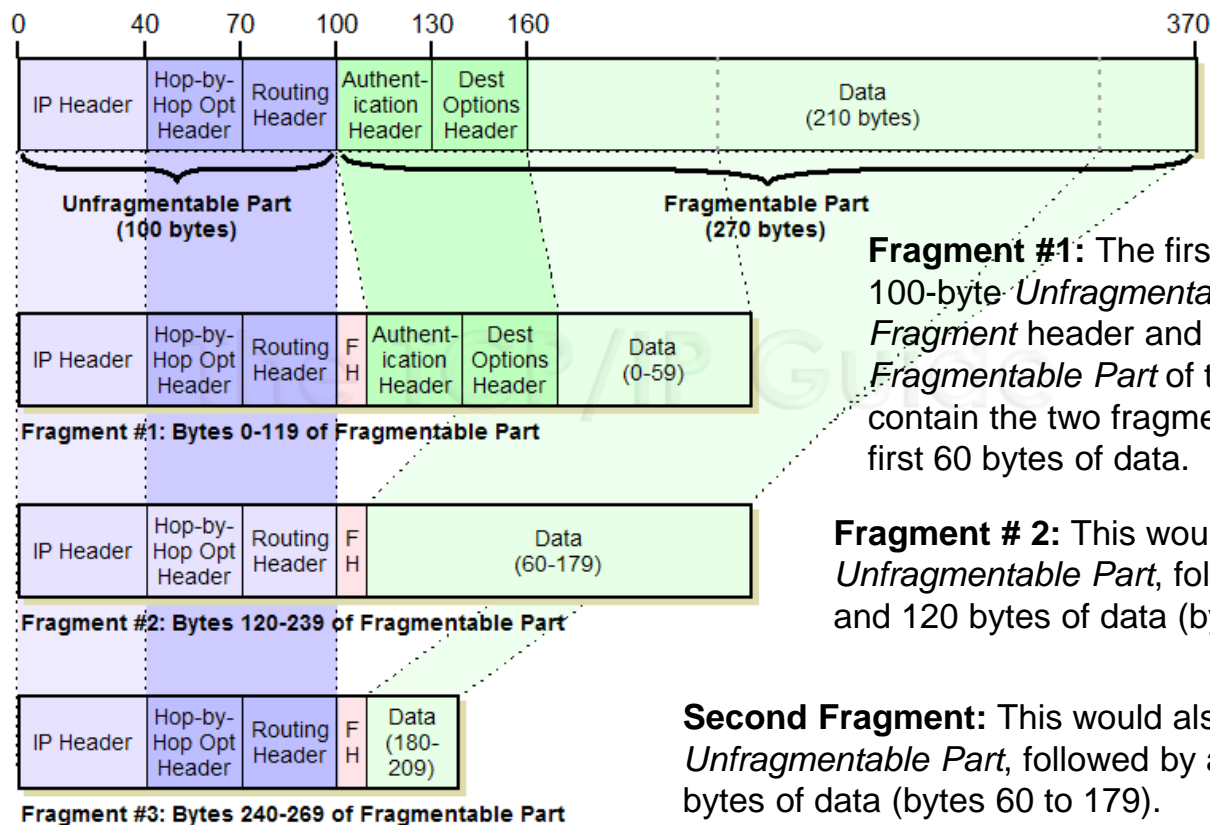 0 40 70 100 130 160 370
IP Header
Hop-by-
Hop Opt
Header
Routing
Header
Authent-
ication
Header
Dest
Options
Header
Data
(210 bytes)
Unfragmentable Part
(100 bytes)
Fragmentable Part
(270 bytes)
Fragment #1: The firs
100-byte Unfragmenta
Fragment header and
Fragmentable Part of t
contain the two fragme
first 60 bytes of data.
IP Header
Hop-by-
Hop Opt
Header
Routing
Header
F
H
Authent-
ication
Header
Dest
Options
Header
Data
(0-59)
The TCP/IP Guide
Fragment #1: Bytes 0-119 of Fragmentable Part
IP Header
Hop-by-
Hop Opt
Header
Routing
Header
F
H
Data
(60-179)
Fragment # 2: This wou
Unfragmentable Part, fol
and 120 bytes of data (by
Fragment #2: Bytes 120-239 of Fragmentable Part
IP Header
Hop-by-
Hop Opt
Header
Routing
Header
F
H
Data
(180-
209)
Second Fragment: This would als
Unfragmentable Part, followed by a
bytes of data (bytes 60 to 179).
Fragment #3: Bytes 240-269 of Fragmentable Part